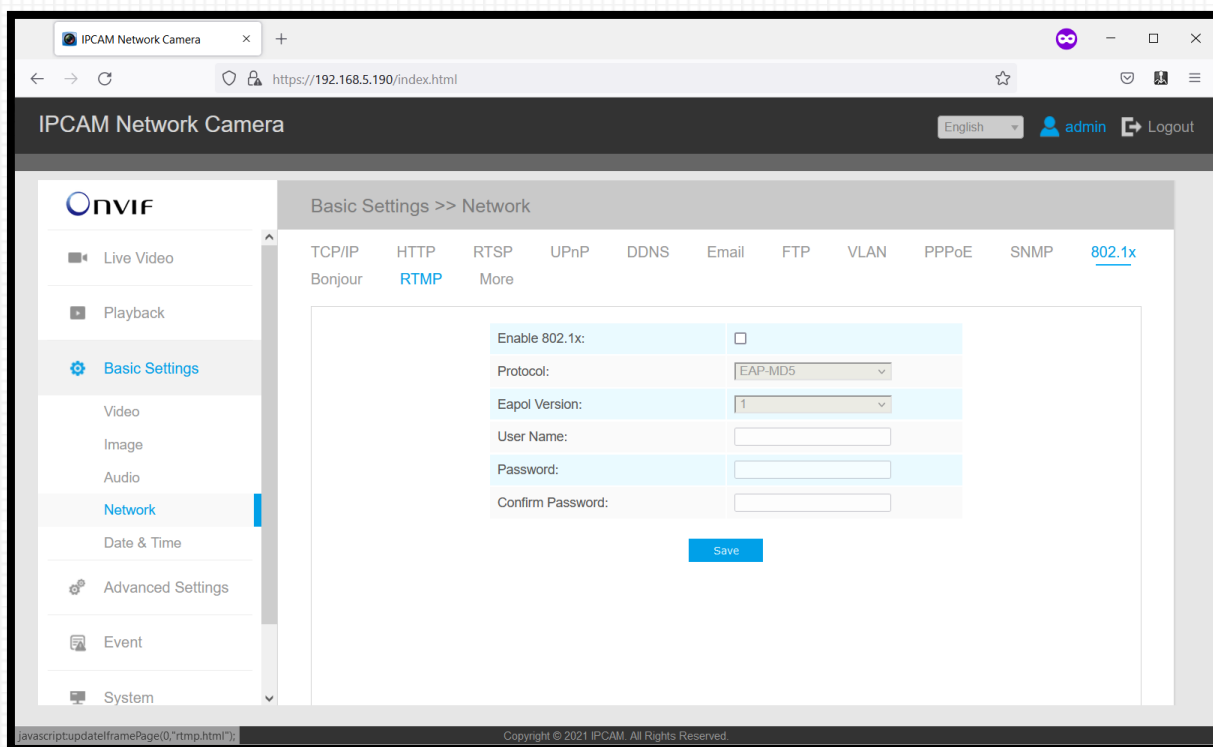 IPCAM Network Camera
https://192.168.5.190/index.html
IPCAM Network Camera
English
admin
Logout
ONVIF
Live Video
Playback
Basic Settings
Video
Image
Audio
Network
Date & Time
Advanced Settings
Event
System
Basic Settings >> Network
TCP/IP HTTP RTSP UPnP DDNS Email FTP VLAN PPPoE SNMP 802.1x
Bonjour RTMP More
Enable 802.1x:
Protocol: EAP-MD5
Eapol Version: 1
User Name:
Password:
Confirm Password:
Save
javascript:updateIframePage(0,"rtmp.html");
Copyright © 2021 IPCAM. All Rights Reserved.